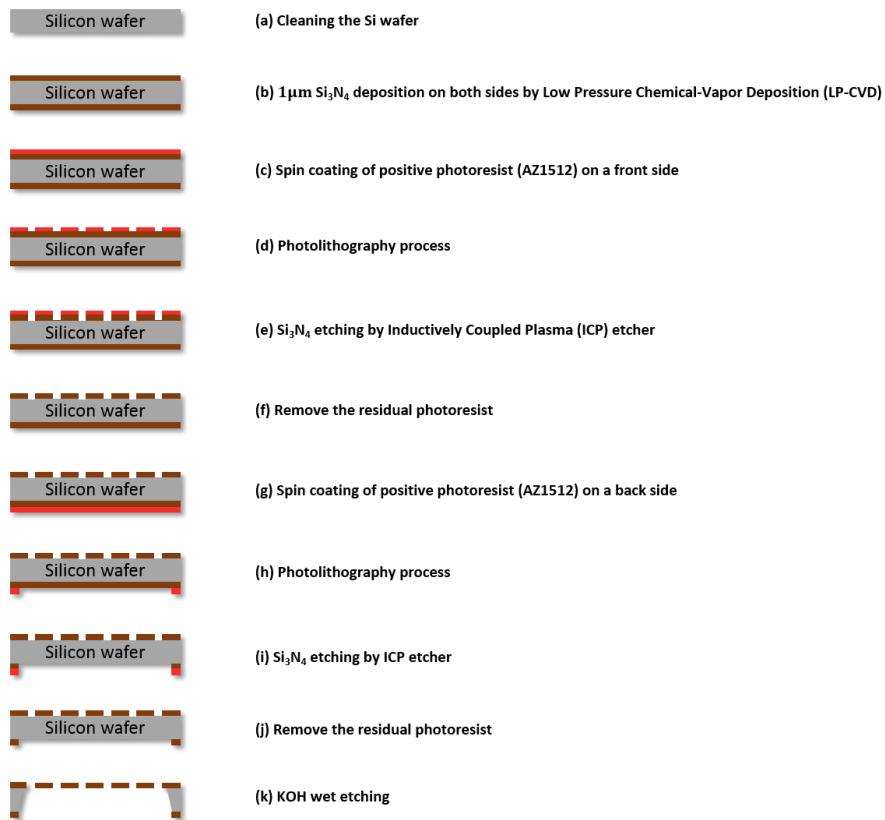 Silicon wafer (a) Cleaning the Si wafer
Silicon wafer (b) 1μm Si₃N₄ deposition on both sides by Low Pressure Chemical-Vapor Deposition (LP-CVD)
Silicon wafer (c) Spin coating of positive photoresist (AZ1512) on a front side
Silicon wafer (d) Photolithography process
Silicon wafer (e) Si₃N₄ etching by Inductively Coupled Plasma (ICP) etcher
Silicon wafer (f) Remove the residual photoresist
Silicon wafer (g) Spin coating of positive photoresist (AZ1512) on a back side
Silicon wafer (h) Photolithography process
Silicon wafer (i) Si₃N₄ etching by ICP etcher
Silicon wafer (j) Remove the residual photoresist
(k) KOH wet etching